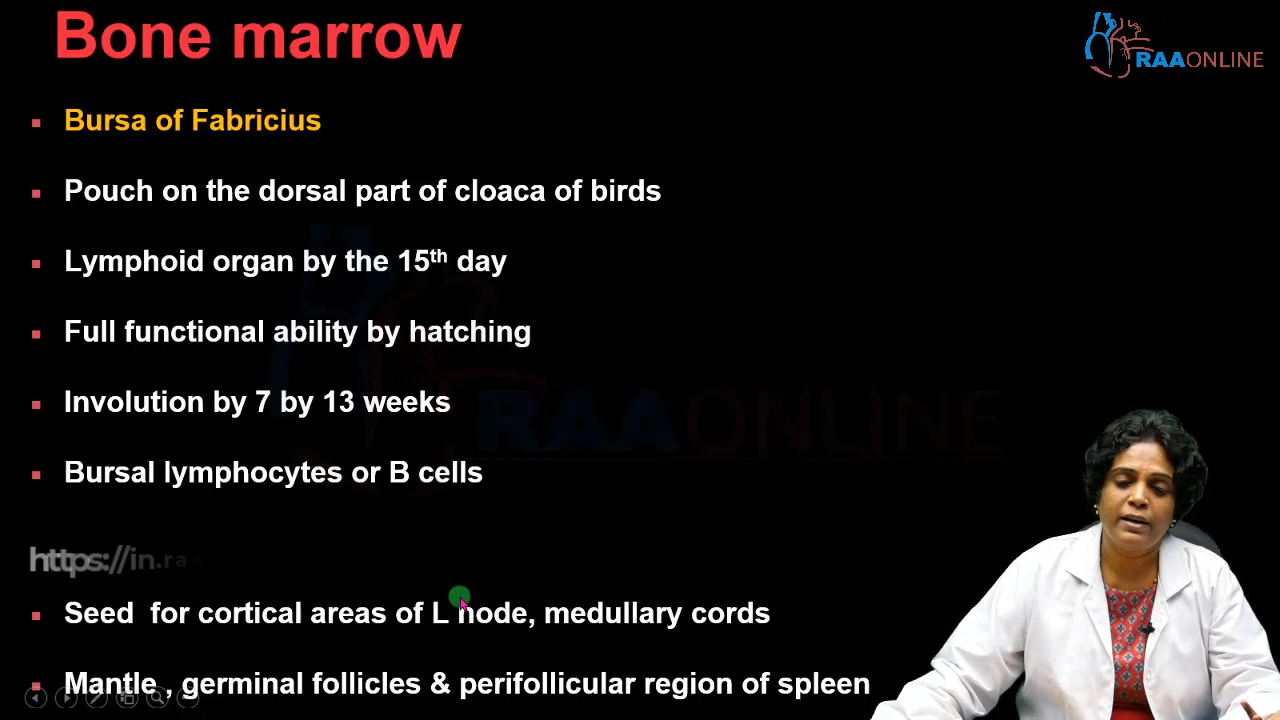 Bone marrow
RAAONLINE
Bursa of Fabricius
Pouch on the dorsal part of cloaca of birds
Lymphoid organ by the 15th day
Full functional ability by hatching
Involution by 7 by 13 weeks
Bursal lymphocytes or B cells
RAAONLINE
https://in.raa
Seed for cortical areas of L node, medullary cords
Mantle , germinal follicles & perifollicular region of spleen